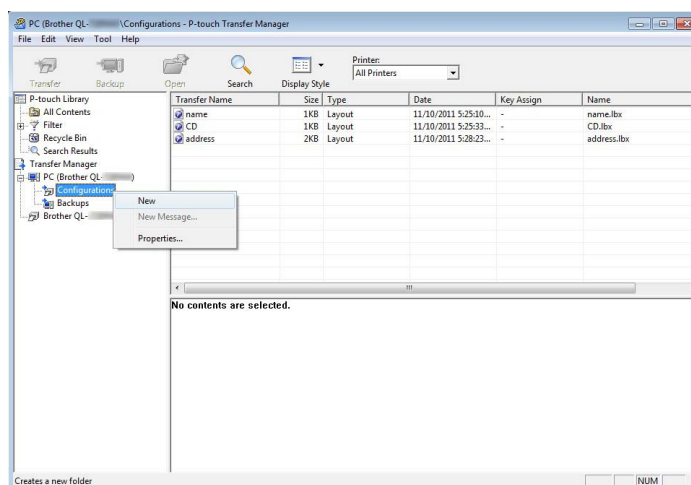 PC (Brother QL- \Configurations - P-touch Transfer Manager
File Edit View Tool Help
Transfer Backup Open Search Display Style
Printer:
All Printers
P-touch Library
All Contents
Filter
Recycle Bin
Search Results
Transfer Manager
PC (Brother QL- )
Configurations
Backups
Brother QL-
New
New Message...
Properties...
Transfer Name Size Type Date Key Assign Name
name 1KB Layout 11/10/2011 5:25:10... - name.lbx
CD 1KB Layout 11/10/2011 5:25:33... - CD.lbx
address 2KB Layout 11/10/2011 5:28:23... - address.lbx
No contents are selected.
Creates a new folder NUM